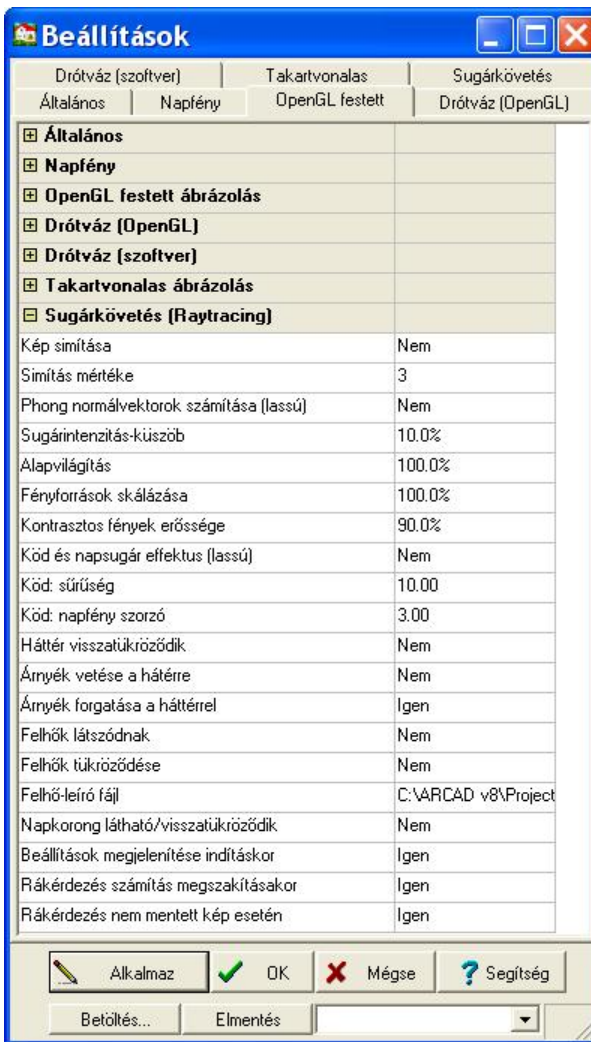 Beállítások
Drótváz (szoftver) Takartvonalas Sugárkövetés
Általános Napfény OpenGL festett Drótváz (OpenGL)
Általános
Napfény
OpenGL festett ábrázolás
Drótváz (OpenGL)
Drótváz (szoftver)
Takartvonalas ábrázolás
Sugárkövetés (Raytracing)
Kép simítása Nem
Simítás mértéke 3
Phong normálvektorok számítása (lassú) Nem
Sugárintenzitás-küszöb 10.0%
Alapvilágítás 100.0%
Fényforrások skálázása 100.0%
Kontrasztos fények erőssége 90.0%
Köd és napsugár effektus (lassú) Nem
Köd: sűrűség 10.00
Köd: napfény szorzó 3.00
Háttér visszatükröződik Nem
Árnyék vetése a hátérre Nem
Árnyék forgatása a háttérrel Igen
Felhők látszódnak Nem
Felhők tükröződése Nem
Felhő-leíró fájl C:\ARCAD v8\Project
Napkorong látható/visszatükröződik Nem
Beállítások megjelenítése indításkor Igen
Rákérdezés számítás megszakításakor Igen
Rákérdezés nem mentett kép esetén Igen
Alkalmaz OK Mégse Segítség
Betöltés... Elmentés